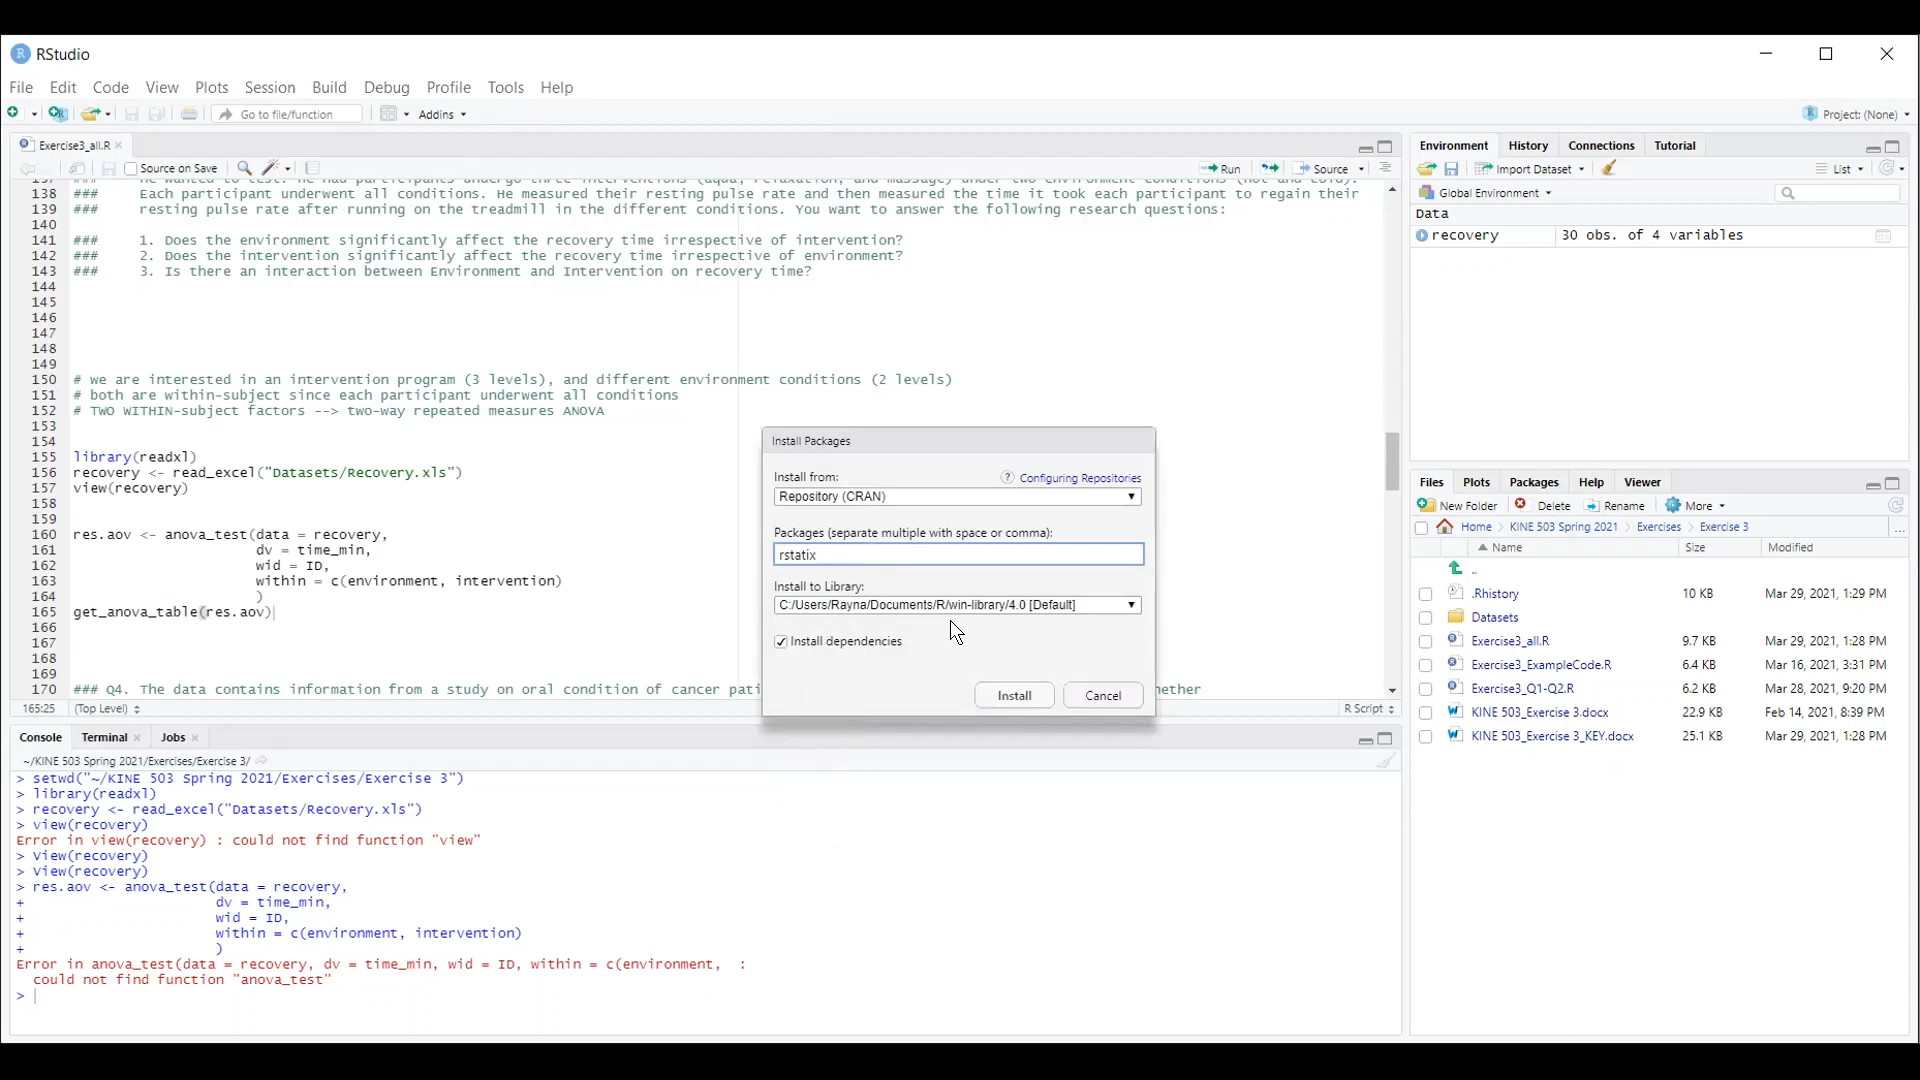 RStudio
File Edit Code View Plots Session Build Debug Profile Tools Help
Go to file/function Addins Project: (None)
Exercise3_all.R
Source on Save Run Source
138 ### Each participant underwent all conditions. He measured their resting pulse rate and then measured the time it took each participant to regain their
139 ### resting pulse rate after running on the treadmill in the different conditions. You want to answer the following research questions:
140
141 ### 1. Does the environment significantly affect the recovery time irrespective of intervention?
142 ### 2. Does the intervention significantly affect the recovery time irrespective of environment?
143 ### 3. Is there an interaction between Environment and Intervention on recovery time?
144
145
146
147
148
149
150 # we are interested in an intervention program (3 levels), and different environment conditions (2 levels)
151 # both are within-subject since each participant underwent all conditions
152 # TWO WITHIN-subject factors --> two-way repeated measures ANOVA
153
154
155 library(readxl)
156 recovery <- read_excel("Datasets/Recovery.xls")
157 view(recovery)
158
159
160 res.aov <- anova_test(data = recovery,
161 dv = time_min,
162 wid = ID,
163 within = c(environment, intervention)
164 )
165 get_anova_table(res.aov)
166
167
168
169
170 ### Q4. The data contains information from a study on oral condition of cancer pati ether
165:25 (Top Level) R Script
Install Packages
Install from: Configuring Repositories
Repository (CRAN)
Packages (separate multiple with space or comma):
rstatix
Install to Library:
C:/Users/Rayna/Documents/R/win-library/4.0 [Default]
Install dependencies
Install Cancel
Console Terminal Jobs
~/KINE 503 Spring 2021/Exercises/Exercise 3/
> setwd("~/KINE 503 Spring 2021/Exercises/Exercise 3")
> library(readxl)
> recovery <- read_excel("Datasets/Recovery.xls")
> view(recovery)
Error in view(recovery) : could not find function "view"
> View(recovery)
> View(recovery)
> res.aov <- anova_test(data = recovery,
+ dv = time_min,
+ wid = ID,
+ within = c(environment, intervention)
+ )
Error in anova_test(data = recovery, dv = time_min, wid = ID, within = c(environment, :
could not find function "anova_test"
>
Environment History Connections Tutorial
Import Dataset List
Global Environment
Data
recovery 30 obs. of 4 variables
Files Plots Packages Help Viewer
New Folder Delete Rename More
Home KINE 503 Spring 2021 Exercises Exercise 3 ...
Name Size Modified
..
.Rhistory 10 KB Mar 29, 2021, 1:29 PM
Datasets
Exercise3_all.R 9.7 KB Mar 29, 2021, 1:28 PM
Exercise3_ExampleCode.R 6.4 KB Mar 16, 2021, 3:31 PM
Exercise3_Q1-Q2.R 6.2 KB Mar 28, 2021, 9:20 PM
KINE 503_Exercise 3.docx 22.9 KB Feb 14, 2021, 8:39 PM
KINE 503_Exercise 3_KEY.docx 25.1 KB Mar 29, 2021, 1:28 PM